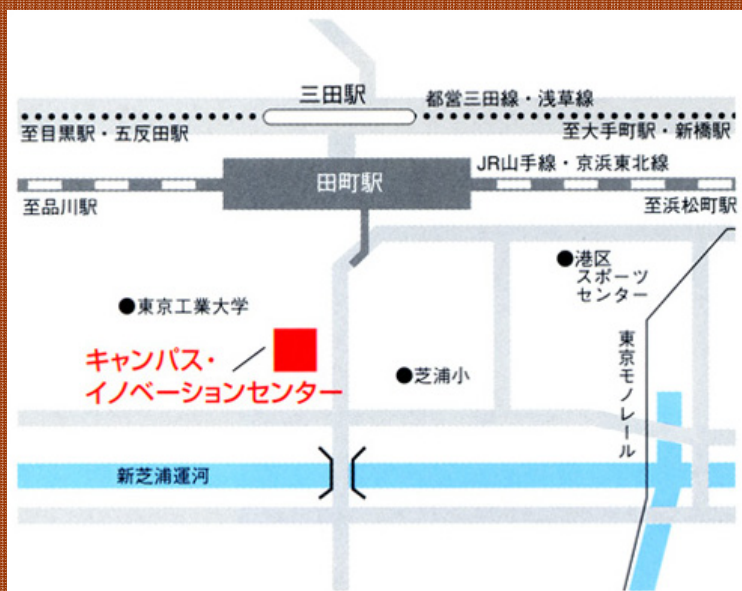 三田駅
都営三田線・浅草線
至目黒駅・五反田駅
至大手町駅・新橋駅
田町駅
JR山手線・京浜東北線
至品川駅
至浜松町駅
●港区
スポーツ
センター
●東京工業大学
キャンパス・
イノベーションセンター
●芝浦小
東京モノレール
新芝浦運河